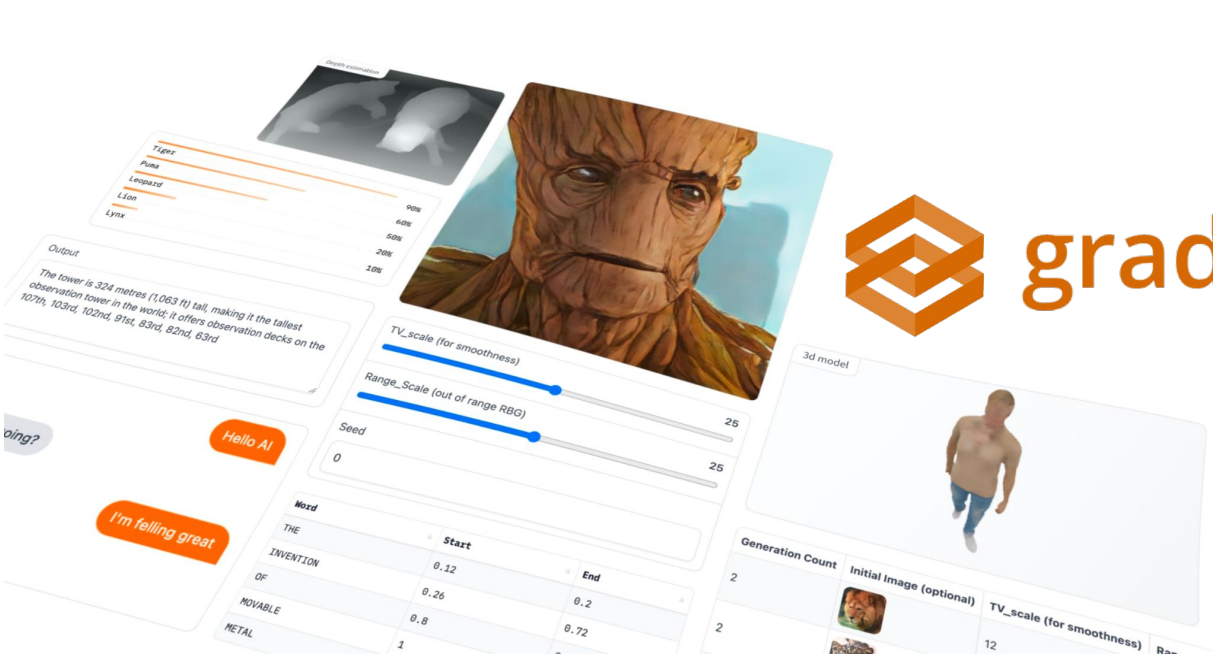 Depth estimation
Tiger
90%
Puma
60%
Leopard
50%
Lion
20%
Lynx
10%
Output
The tower is 324 metres (1,063 ft) tall, making it the tallest
observation tower in the world; it offers observation decks on the
107th, 103rd, 102nd, 91st, 83rd, 82nd, 63rd
oing?
Hello AI
I'm felling great
TV_scale (for smoothness)
25
Range_Scale (out of range RBG)
25
Seed
0
Word Start End
THE 0.12 0.2
INVENTION 0.26 0.72
OF 0.8
MOVABLE 1
METAL
grad
3d model
Generation Count Initial Image (optional) TV_scale (for smoothness) Ran
2 12
2